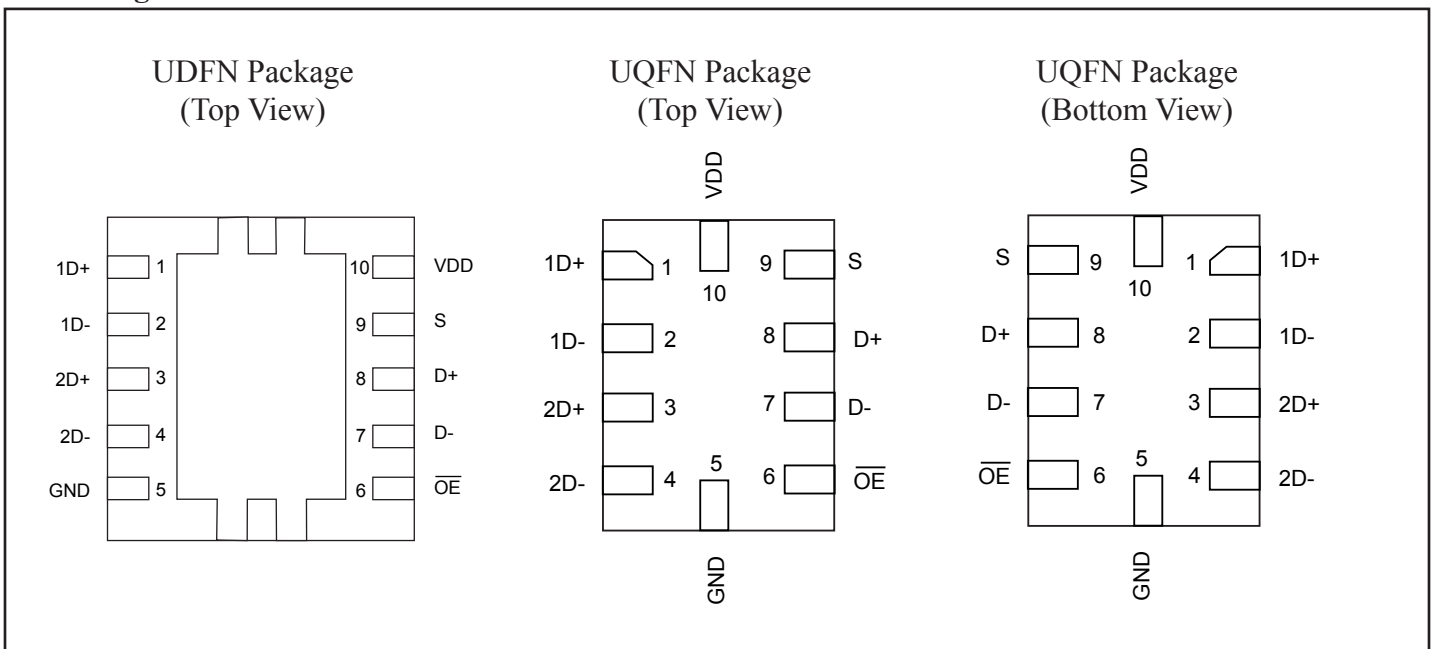 UDFN Package
(Top View)
1D+ 1
1D- 2
2D+ 3
2D- 4
GND 5
10 VDD
9 S
8 D+
7 D-
6 O̅E̅
UQFN Package
(Top View)
VDD
10
1D+ 1
1D- 2
2D+ 3
2D- 4
9 S
8 D+
7 D-
6 O̅E̅
5
GND
UQFN Package
(Bottom View)
VDD
10
S 9
D+ 8
D- 7
O̅E̅ 6
1 1D+
2 1D-
3 2D+
4 2D-
5
GND